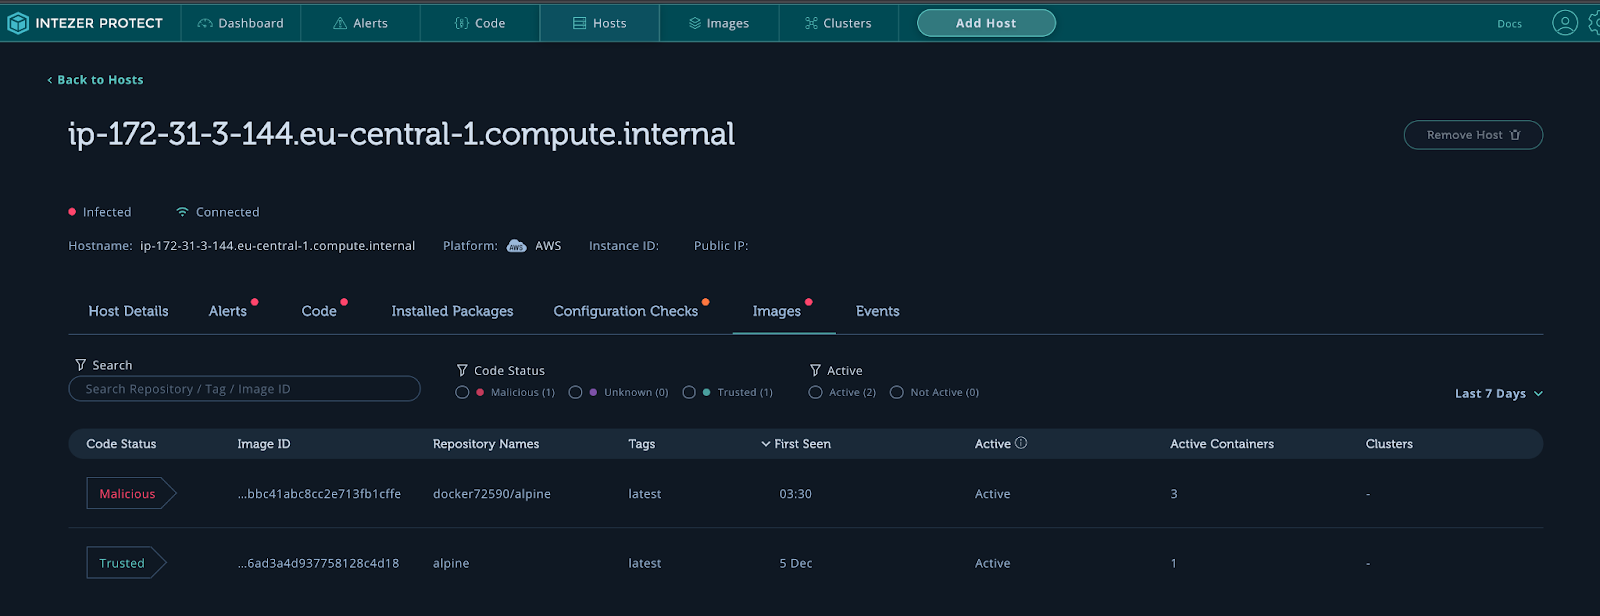 INTEZER PROTECT Dashboard Alerts Code Hosts Images Clusters Add Host Docs
< Back to Hosts
ip-172-31-3-144.eu-central-1.compute.internal Remove Host
Infected Connected
Hostname: ip-172-31-3-144.eu-central-1.compute.internal Platform: AWS AWS Instance ID: Public IP:
Host Details Alerts Code Installed Packages Configuration Checks Images Events
Search
Code Status Active
Search Repository / Tag / Image ID Malicious (1) Unknown (0) Trusted (1) Active (2) Not Active (0) Last 7 Days
Code Status Image ID Repository Names Tags First Seen Active Active Containers Clusters
Malicious ...bbc41abc8cc2e713fb1cffe docker72590/alpine latest 03:30 Active 3 -
Trusted ...6ad3a4d937758128c4d18 alpine latest 5 Dec Active 1 -